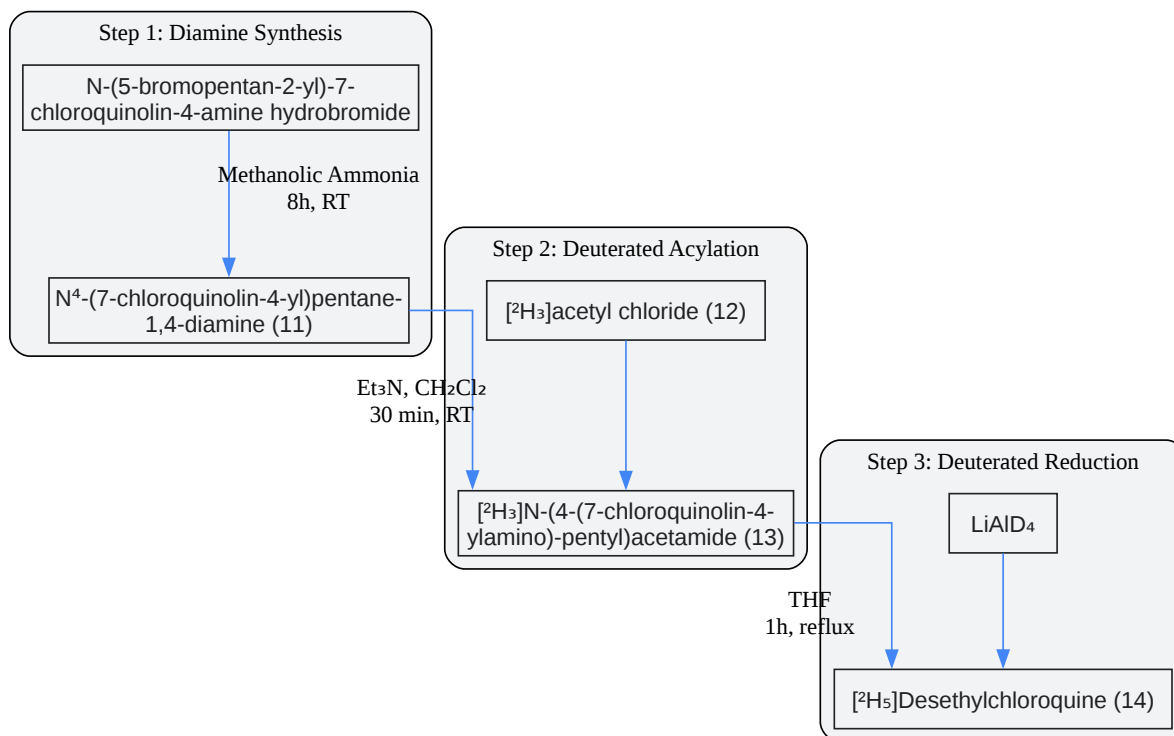 Step 1: Diamine Synthesis
N-(5-bromopentan-2-yl)-7-
chloroquinolin-4-amine hydrobromide
Methanolic Ammonia
8h, RT
N⁴-(7-chloroquinolin-4-yl)pentane-
1,4-diamine (11)
Step 2: Deuterated Acylation
[²H₃]acetyl chloride (12)
Et₃N, CH₂Cl₂
30 min, RT
[²H₃]N-(4-(7-chloroquinolin-4-
ylamino)-pentyl)acetamide (13)
Step 3: Deuterated Reduction
LiAlD₄
THF
1h, reflux
[²H₅]Desethylchloroquine (14)